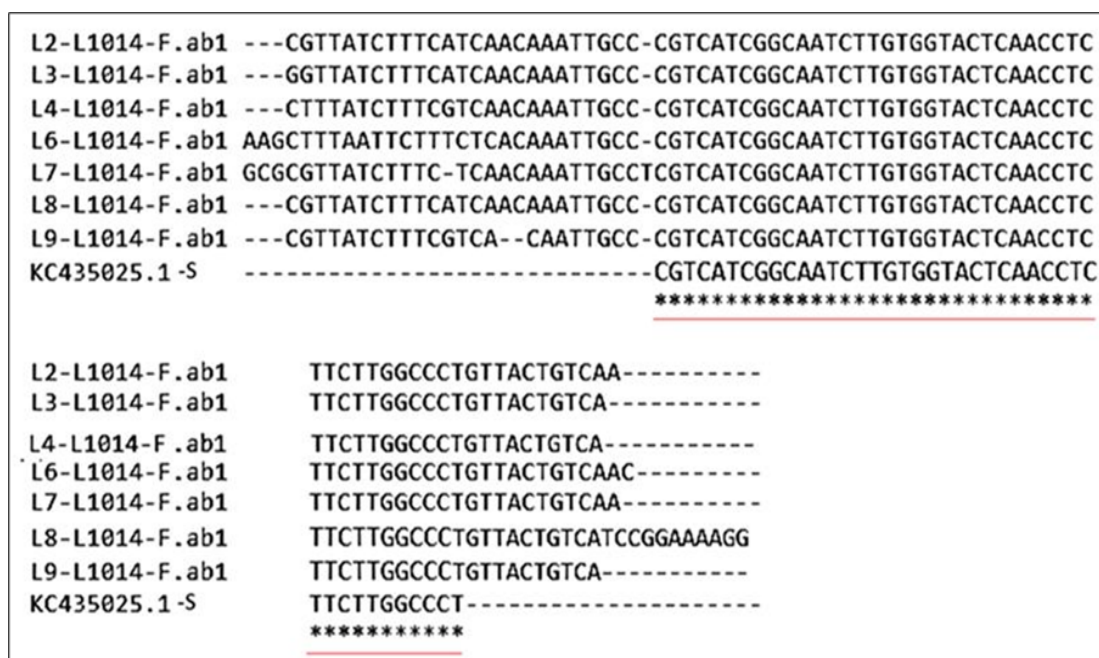 L2-L1014-F.ab1 ---CGTTATCTTTCATCAACAAATTGCC-CGTCATCGGCAATCTTGTGGTACTCAACCTC
L3-L1014-F.ab1 ---GGTTATCTTTCATCAACAAATTGCC-CGTCATCGGCAATCTTGTGGTACTCAACCTC
L4-L1014-F.ab1 ---CTTTATCTTTCGTCAACAAATTGCC-CGTCATCGGCAATCTTGTGGTACTCAACCTC
L6-L1014-F.ab1 AAGCTTTAATTCTTTCTCACAAATTGCC-CGTCATCGGCAATCTTGTGGTACTCAACCTC
L7-L1014-F.ab1 GCGCGTTATCTTTC-TCAACAAATTGCCTCGTCATCGGCAATCTTGTGGTACTCAACCTC
L8-L1014-F.ab1 ---CGTTATCTTTCATCAACAAATTGCC-CGTCATCGGCAATCTTGTGGTACTCAACCTC
L9-L1014-F.ab1 ---CGTTATCTTTCGTCA--CAATTGCC-CGTCATCGGCAATCTTGTGGTACTCAACCTC
KC435025.1-S -----------------------------CGTCATCGGCAATCTTGTGGTACTCAACCTC
*******************************
L2-L1014-F.ab1 TTCTTGGCCCTGTTACTGTCAA----------
L3-L1014-F.ab1 TTCTTGGCCCTGTTACTGTCA-----------
L4-L1014-F.ab1 TTCTTGGCCCTGTTACTGTCA-----------
L6-L1014-F.ab1 TTCTTGGCCCTGTTACTGTCAAC---------
L7-L1014-F.ab1 TTCTTGGCCCTGTTACTGTCAA----------
L8-L1014-F.ab1 TTCTTGGCCCTGTTACTGTCATCCGGAAAAGG
L9-L1014-F.ab1 TTCTTGGCCCTGTTACTGTCA-----------
KC435025.1-S TTCTTGGCCCT---------------------
***********